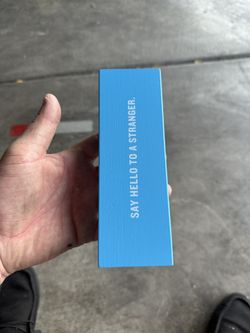 SAY HELLO TO A STRANGER.